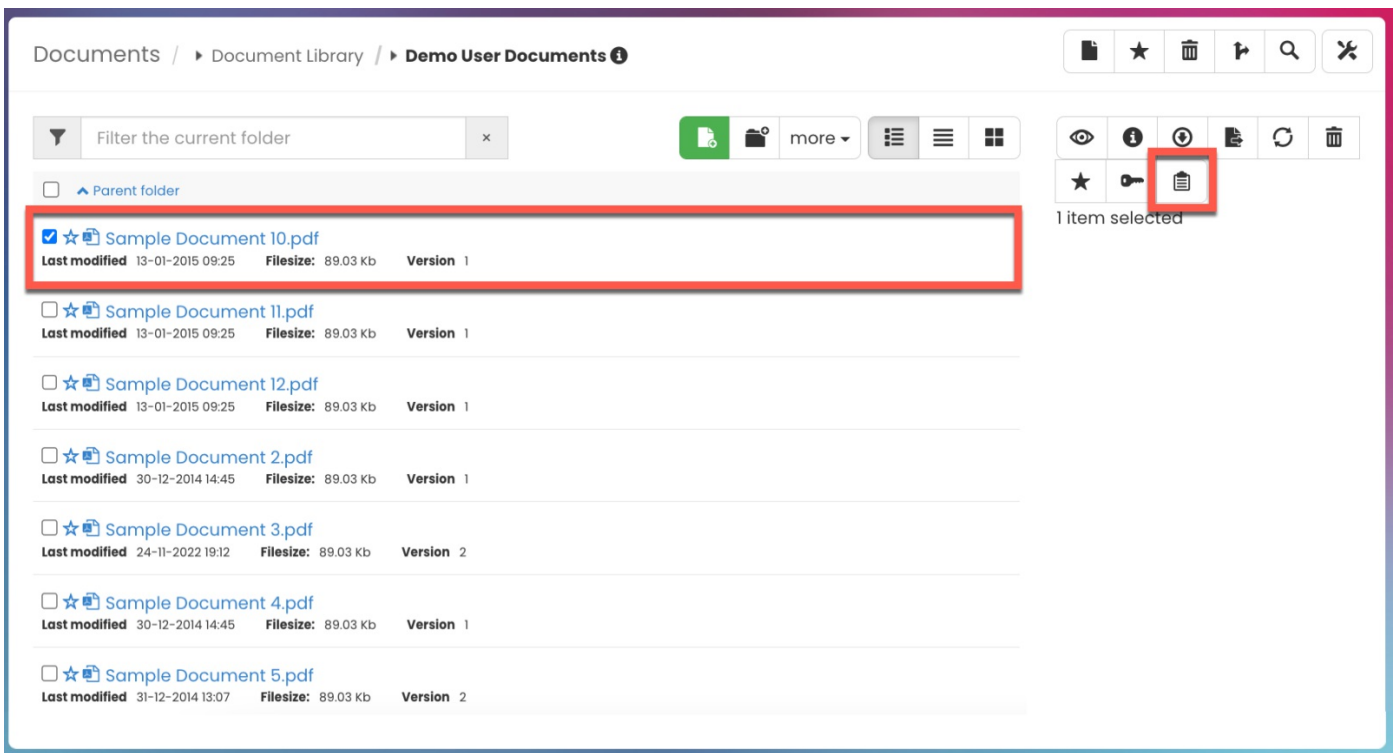 Documents / Document Library / Demo User Documents
Filter the current folder × more
Parent folder
1 item selected
Sample Document 10.pdf
Last modified 13-01-2015 09:25 Filesize: 89.03 Kb Version 1
Sample Document 11.pdf
Last modified 13-01-2015 09:25 Filesize: 89.03 Kb Version 1
Sample Document 12.pdf
Last modified 13-01-2015 09:25 Filesize: 89.03 Kb Version 1
Sample Document 2.pdf
Last modified 30-12-2014 14:45 Filesize: 89.03 Kb Version 1
Sample Document 3.pdf
Last modified 24-11-2022 19:12 Filesize: 89.03 Kb Version 2
Sample Document 4.pdf
Last modified 30-12-2014 14:45 Filesize: 89.03 Kb Version 1
Sample Document 5.pdf
Last modified 31-12-2014 13:07 Filesize: 89.03 Kb Version 2